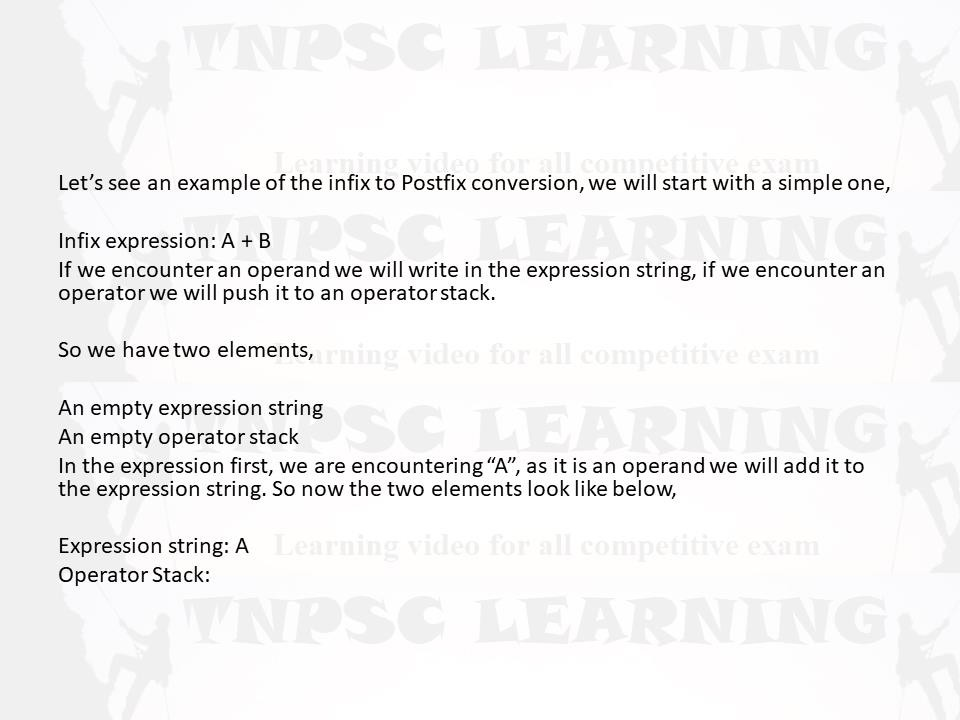 TNPSC LEARNING
Learning video for all competitive exam
Let’s see an example of the infix to Postfix conversion, we will start with a simple one,
TNPSC LEARNING
Infix expression: A + B
If we encounter an operand we will write in the expression string, if we encounter an
operator we will push it to an operator stack.
So we have two elements,
Learning video for all competitive exam
An empty expression string
TNPSC LEARNING
An empty operator stack
In the expression first, we are encountering “A”, as it is an operand we will add it to
the expression string. So now the two elements look like below,
Expression string: A
Learning video for all competitive exam
Operator Stack:
TNPSC LEARNING